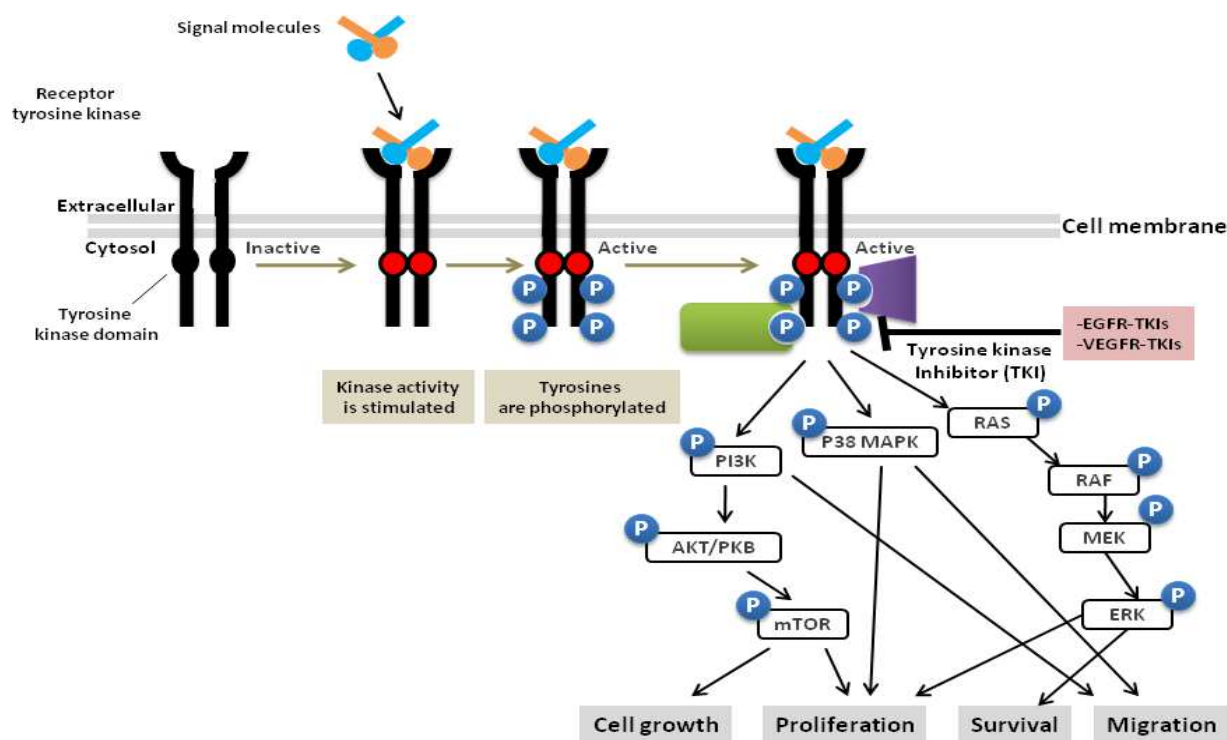 Signal molecules
Receptor
tyrosine kinase
Extracellular
Cell membrane
Cytosol
Inactive
Active
Active
Tyrosine
kinase domain
P
P
P
P
P
P
P
P
-EGFR-TKIs
-VEGFR-TKIs
Tyrosine kinase
Inhibitor (TKI)
Kinase activity
is stimulated
Tyrosines
are phosphorylated
P
RAS
P
P38 MAPK
P
PI3K
P
RAF
P
MEK
P
AKT/PKB
P
ERK
P
mTOR
Cell growth
Proliferation
Survival
Migration